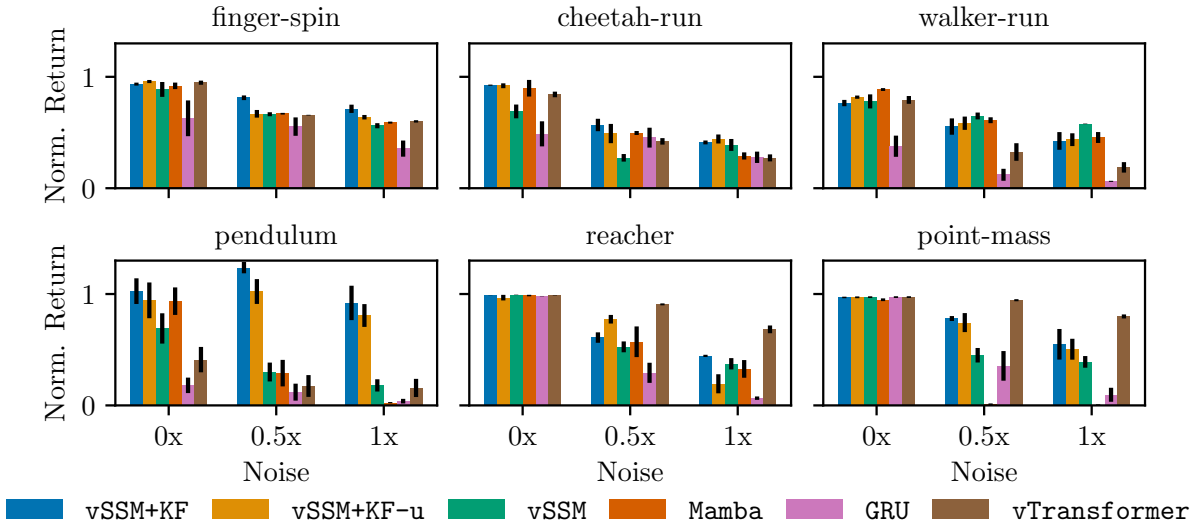 finger-spin cheetah-run walker-run
Norm. Return
1
0
pendulum reacher point-mass
Norm. Return
1
0
0x 0.5x 1x 0x 0.5x 1x 0x 0.5x 1x
Noise Noise Noise
vSSM+KF vSSM+KF-u vSSM Mamba GRU vTransformer